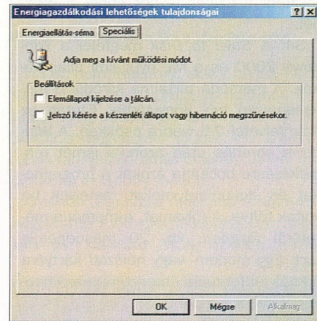 Energiagazdálkodási lehetőségek tulajdonságai
Energiaellátás-séma Speciális
Adja meg a kívánt működési módot.
Beállítások
Elemállapot kijelzése a tálcán.
Jelszó kérése a készenléti állapot vagy hibernáció megszűnésekor.
OK Mégse Alkalmaz